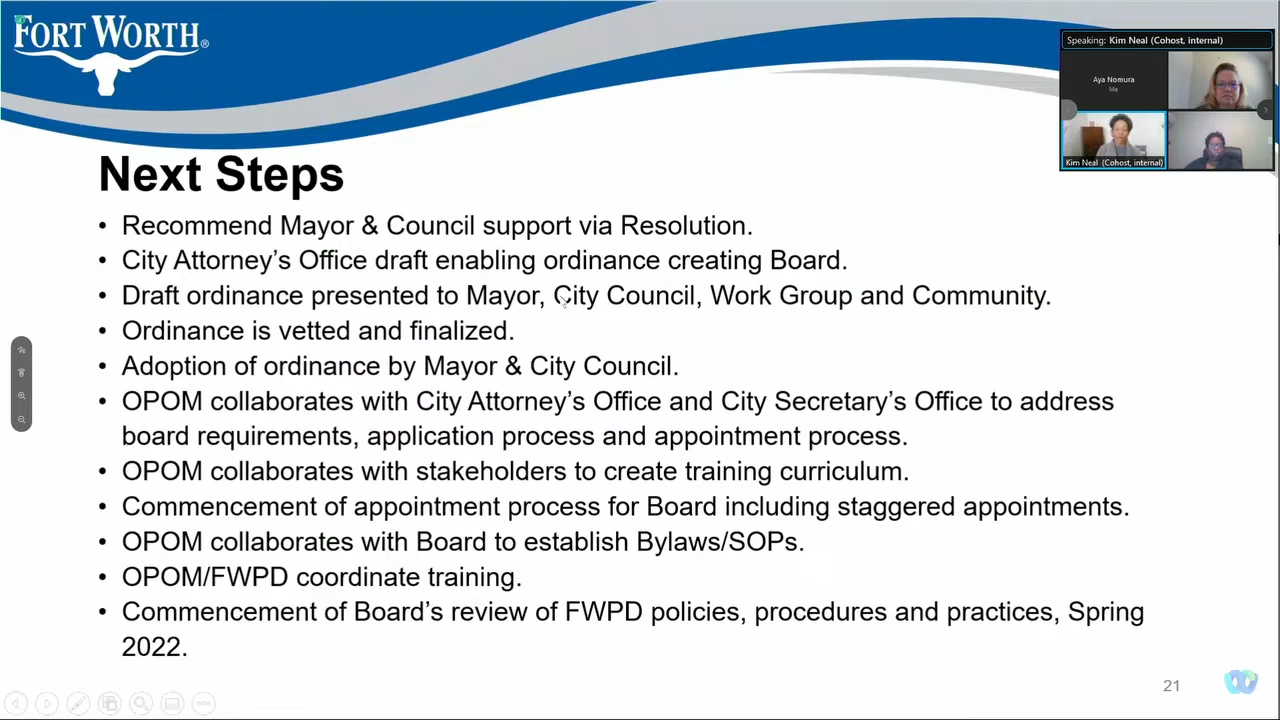 FORT WORTH®
Speaking: Kim Neal (Cohost, internal)
Aya Nomura
Me
Kim Neal (Cohost, internal)
Next Steps
• Recommend Mayor & Council support via Resolution.
• City Attorney's Office draft enabling ordinance creating Board.
• Draft ordinance presented to Mayor, City Council, Work Group and Community.
• Ordinance is vetted and finalized.
• Adoption of ordinance by Mayor & City Council.
• OPOM collaborates with City Attorney's Office and City Secretary's Office to address
board requirements, application process and appointment process.
• OPOM collaborates with stakeholders to create training curriculum.
• Commencement of appointment process for Board including staggered appointments.
• OPOM collaborates with Board to establish Bylaws/SOPs.
• OPOM/FWPD coordinate training.
• Commencement of Board's review of FWPD policies, procedures and practices, Spring
2022.
21